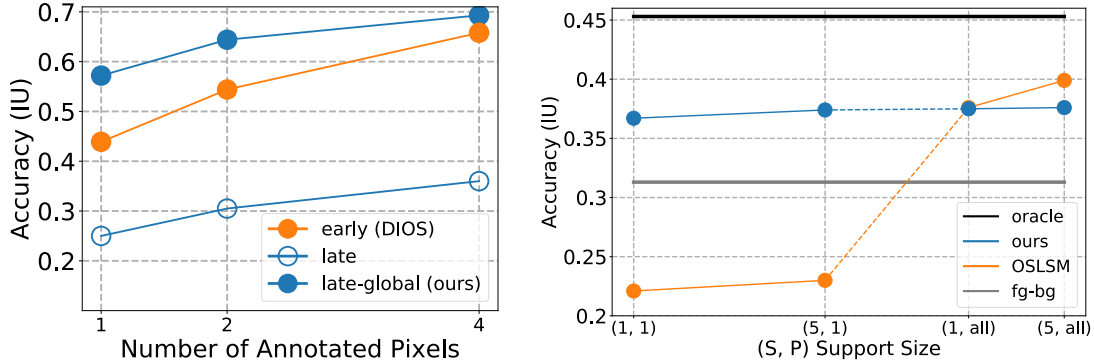 0.7
0.6
0.5
0.4
0.3
0.2
Accuracy (IU)
early (DIOS)
late
late-global (ours)
1
2
4
Number of Annotated Pixels
0.45
0.4
0.35
0.3
0.25
0.2
Accuracy (IU)
oracle
ours
OSLSM
fg-bg
(1, 1)
(5, 1)
(1, all)
(5, all)
(S, P) Support Size